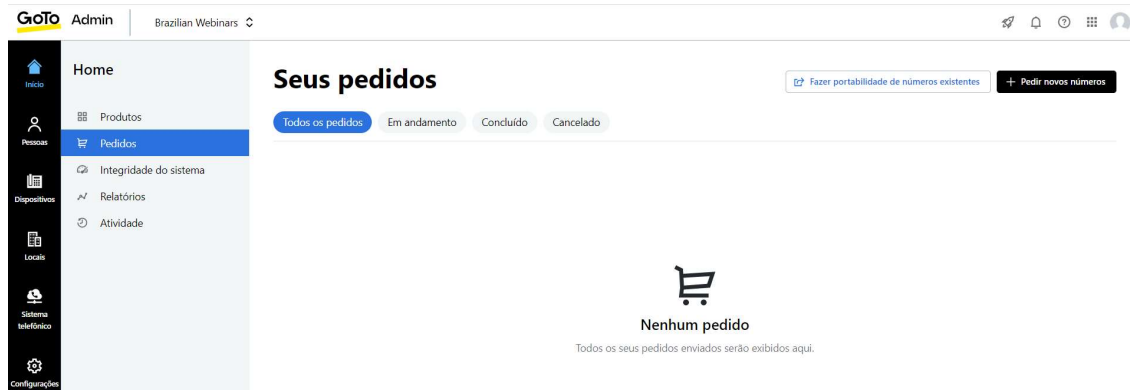 GoTo Admin
Brazilian Webinars
Início
Pessoas
Dispositivos
Locais
Sistema
telefônico
Configurações
Home
Produtos
Pedidos
Integridade do sistema
Relatórios
Atividade
Seus pedidos
Fazer portabilidade de números existentes
+ Pedir novos números
Todos os pedidos
Em andamento
Concluído
Cancelado
Nenhum pedido
Todos os seus pedidos enviados serão exibidos aqui.